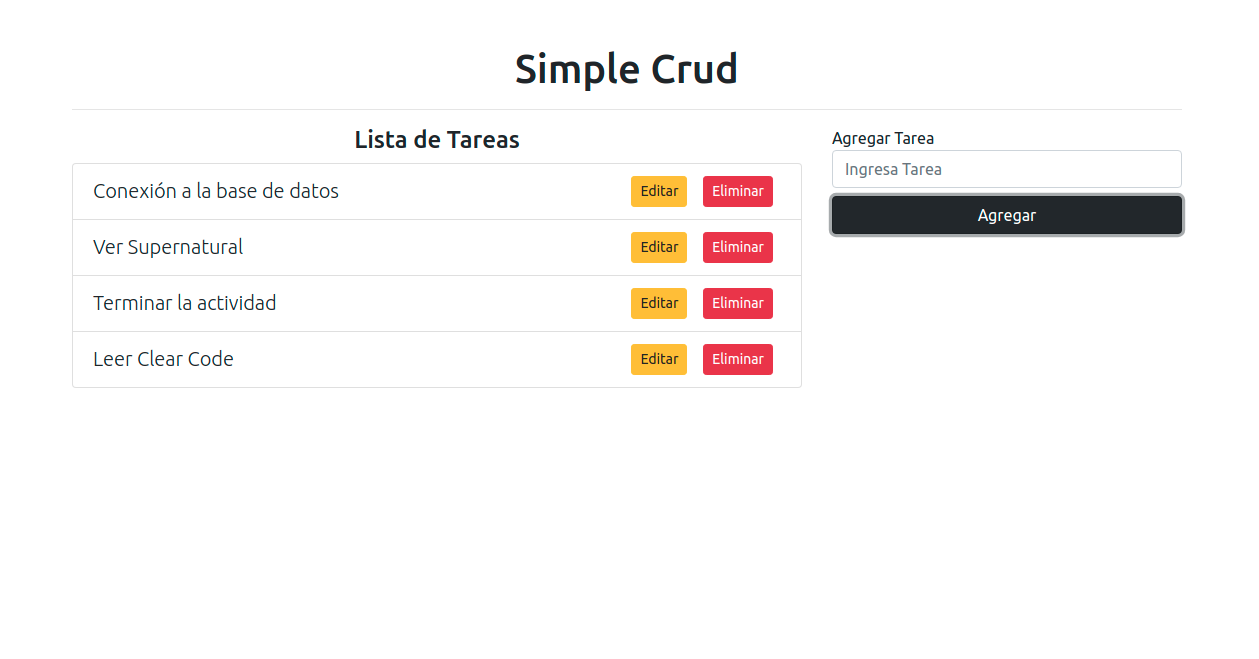 Simple Crud
Lista de Tareas
Conexión a la base de datos Editar Eliminar
Ver Supernatural Editar Eliminar
Terminar la actividad Editar Eliminar
Leer Clear Code Editar Eliminar
Agregar Tarea
Ingresa Tarea
Agregar